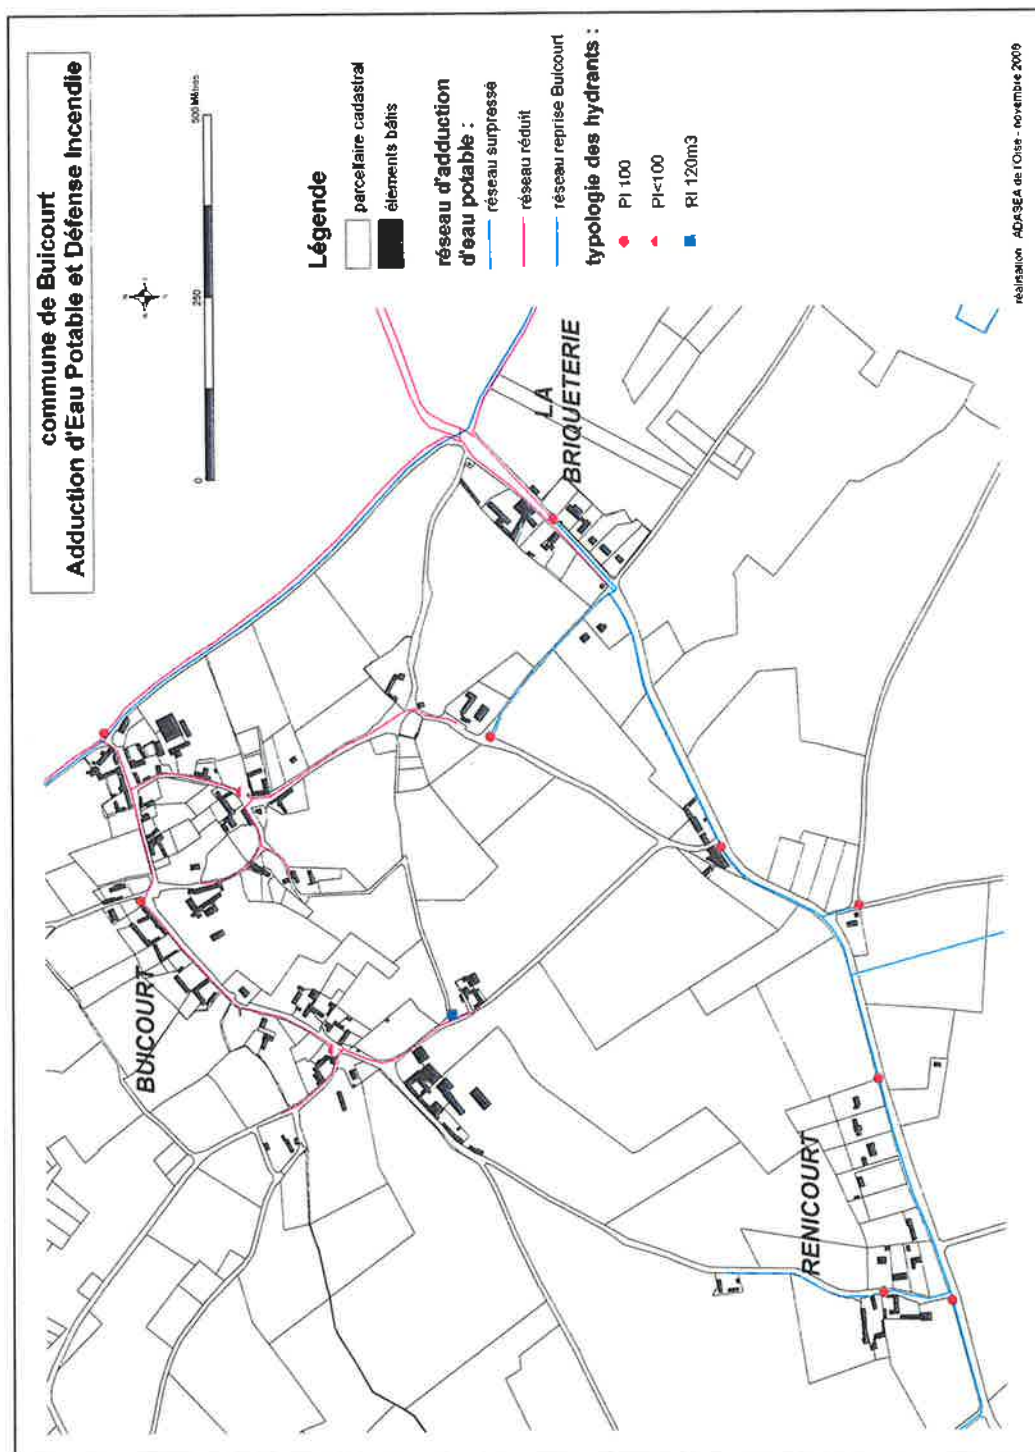 commune de Buicourt
Adduction d'Eau Potable et Défense Incendie
0
250
500 Mètres
Légende
parcellaire cadastral
éléments bâtis
réseau d'adduction
d'eau potable :
réseau surpressé
réseau réduit
réseau reprise Buicourt
typologie des hydrants :
PI 100
PI<100
RI 120m3
BUICOURT
LA
BRIQUETERIE
RENICOURT
réalisation ADASEA de l'Oise - novembre 2009